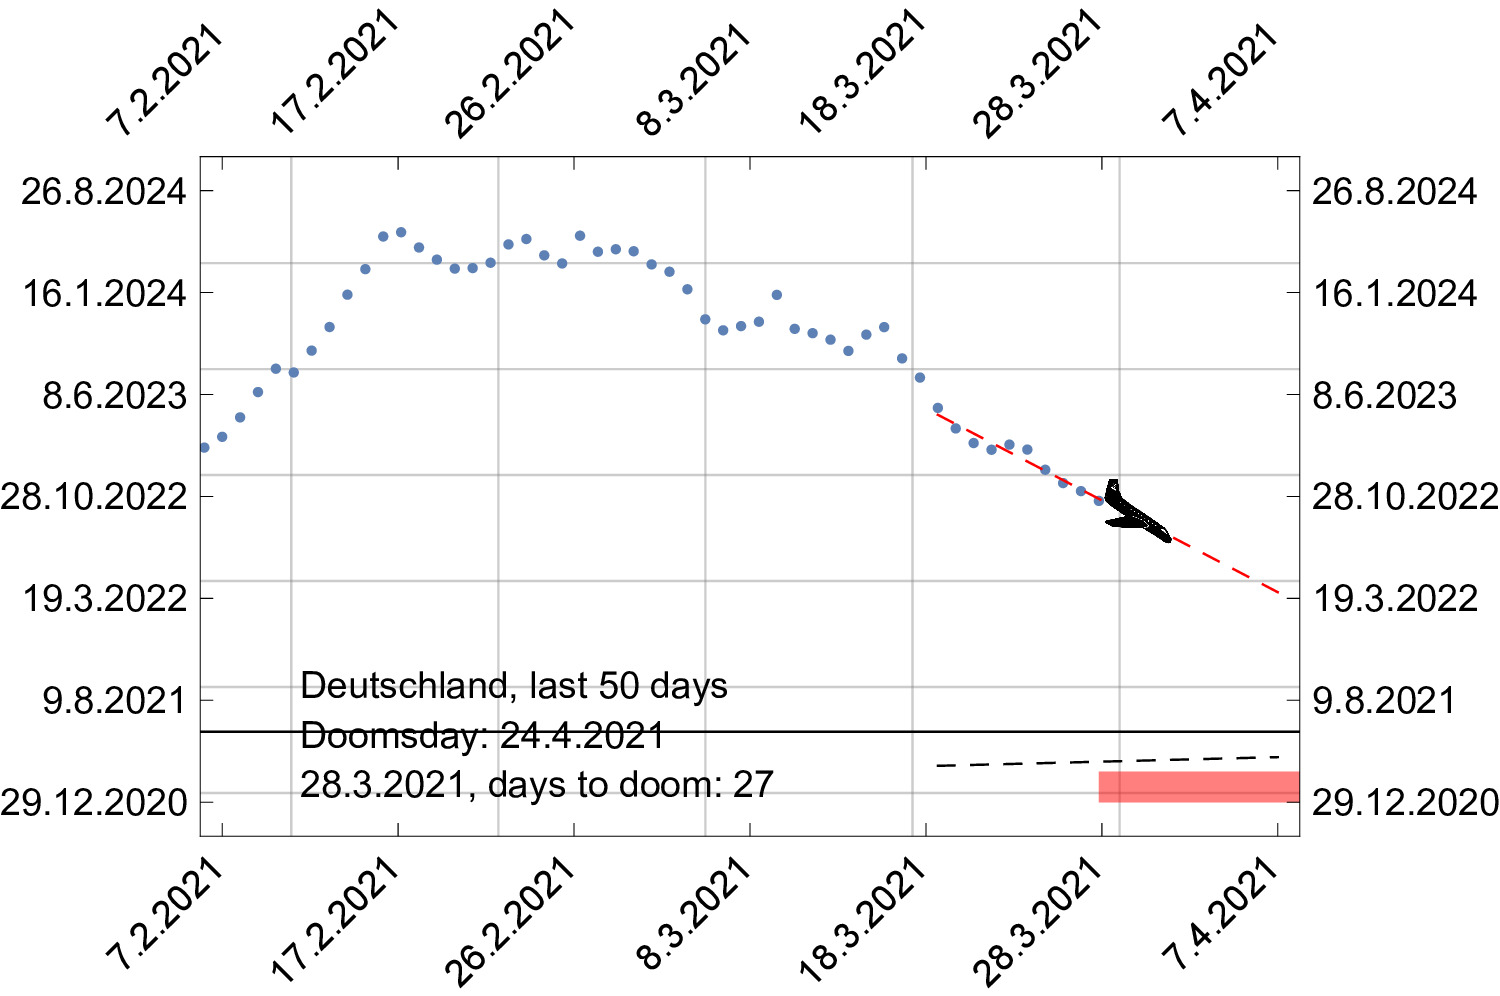 7.2.2021 17.2.2021 26.2.2021 8.3.2021 18.3.2021 28.3.2021 7.4.2021
26.8.2024 26.8.2024
16.1.2024 16.1.2024
8.6.2023 8.6.2023
28.10.2022 28.10.2022
19.3.2022 19.3.2022
Deutschland, last 50 days
9.8.2021 9.8.2021
Doomsday: 24.4.2021
28.3.2021, days to doom: 27
29.12.2020 29.12.2020
7.2.2021 17.2.2021 26.2.2021 8.3.2021 18.3.2021 28.3.2021 7.4.2021